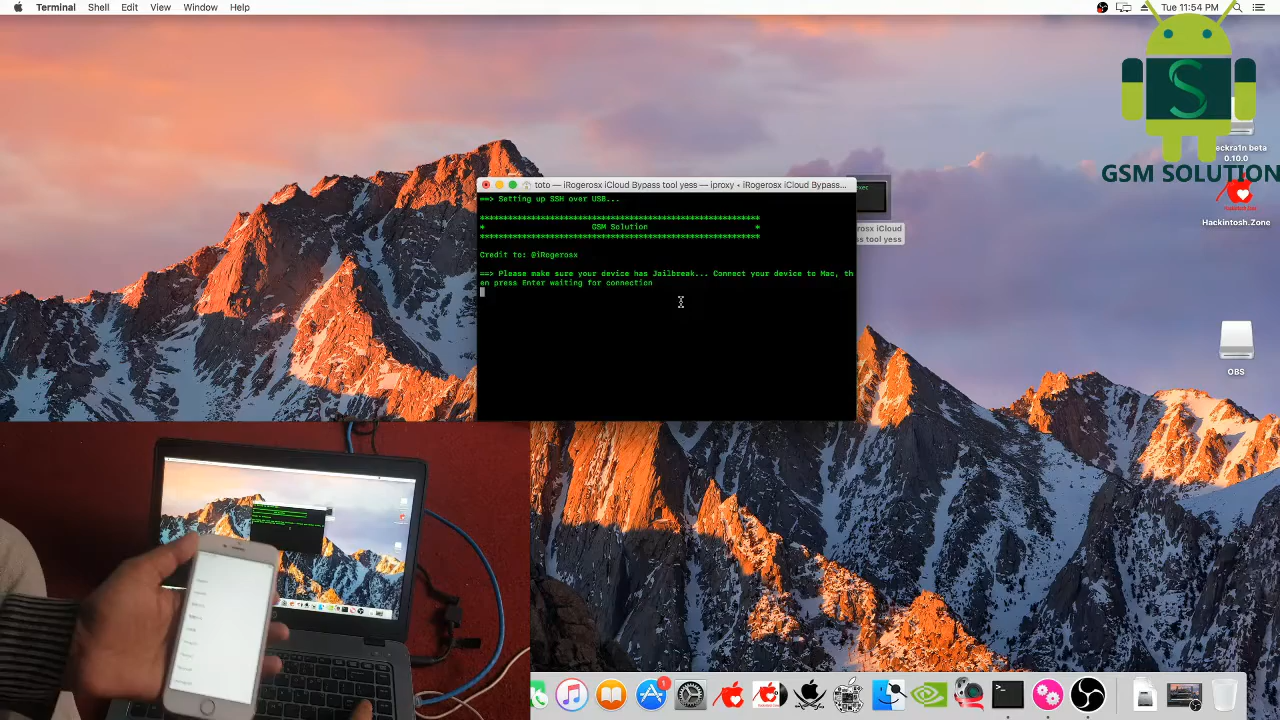 Terminal Shell Edit View Window Help
Tue 11:54 PM
toto — iRogerosx iCloud Bypass tool yess — iproxy ◂ iRogerosx iCloud Bypass...
==> Setting up SSH over USB...
************************************************************
* GSM Solution *
************************************************************
Credit to: @iRogerosx
==> Please make sure your device has Jailbreak... Connect your device to Mac, th
en press Enter waiting for connection
exec
rosx iCloud
ss tool yess
S
GSM SOLUTION
eckra1n beta
0.10.0
Hackintosh.Zone
OBS
1